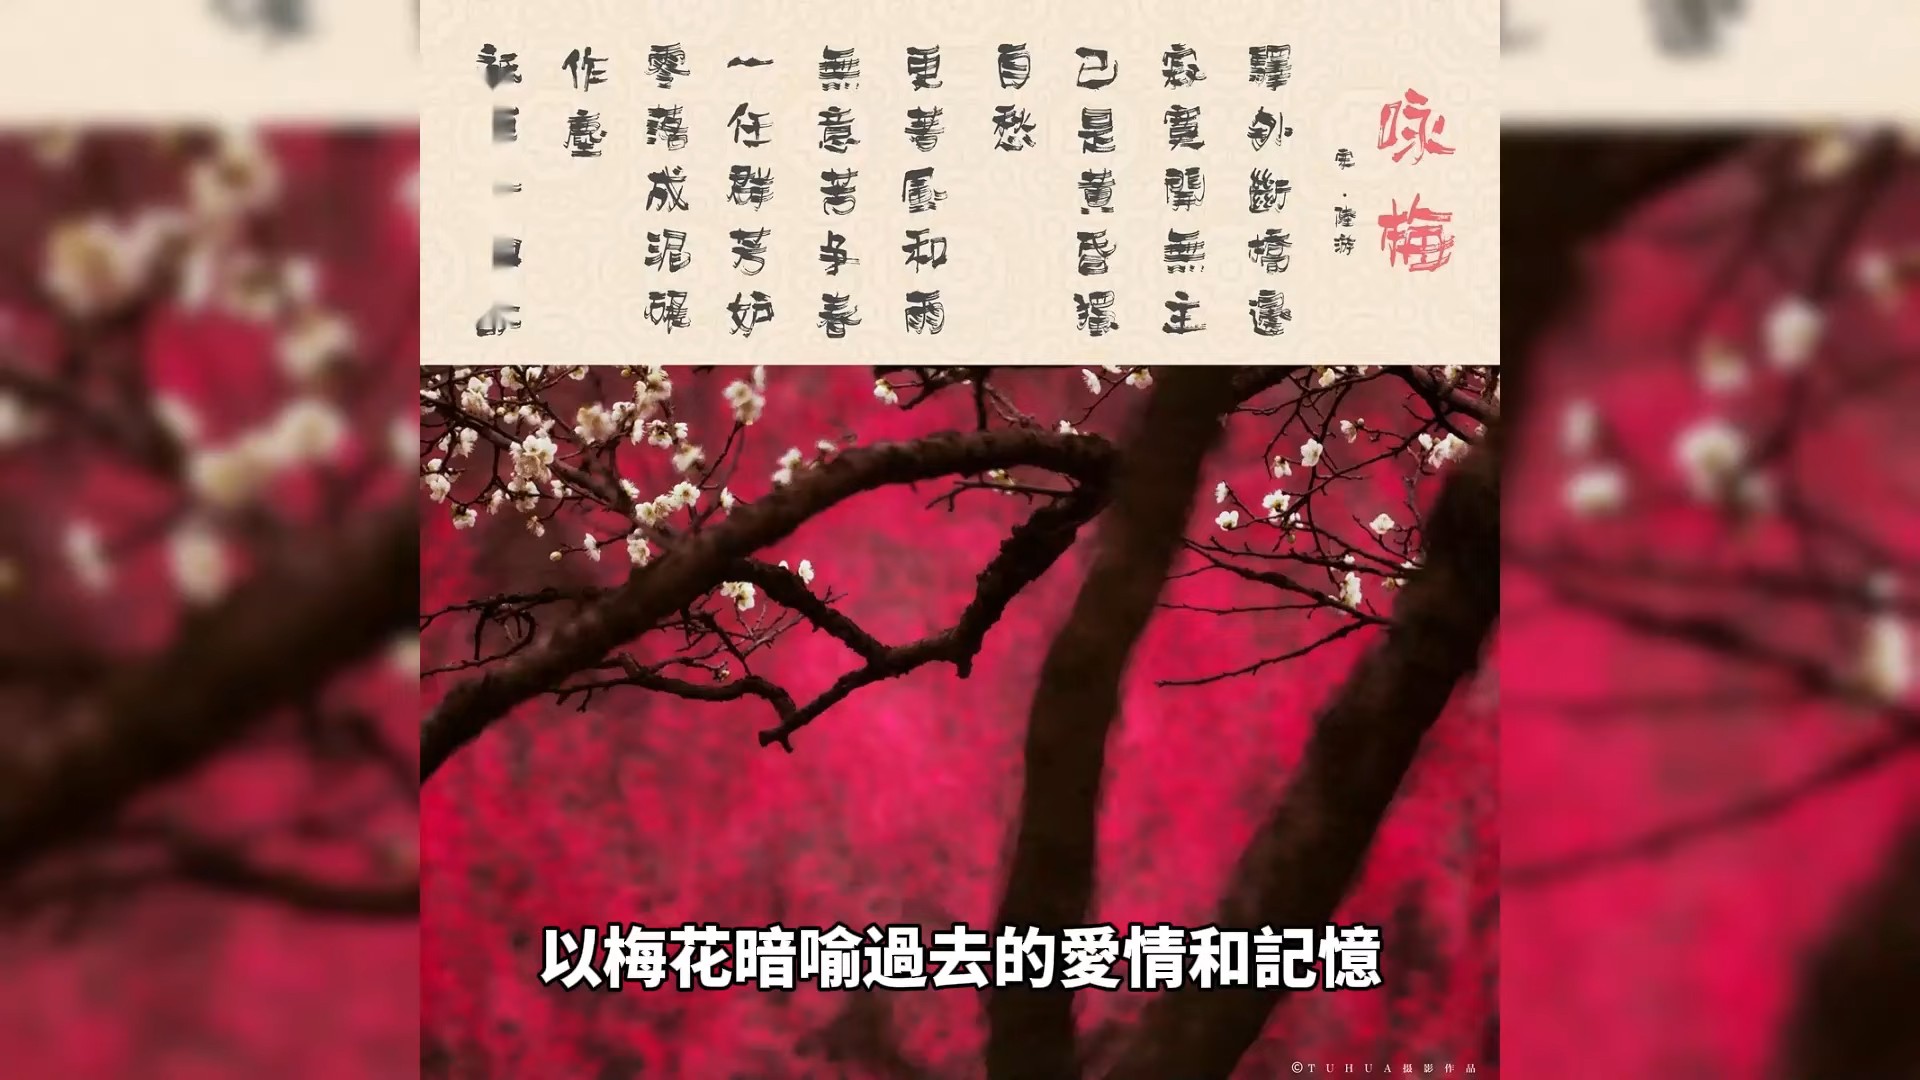 咏梅
宋·陸游
驛外斷橋邊
寂寞開無主
已是黃昏獨
自愁
更著風和雨
無意苦争春
一任群芳妒
零落成泥碾
作塵
以梅花暗喻過去的愛情和記憶
©TUHUA摄影作品